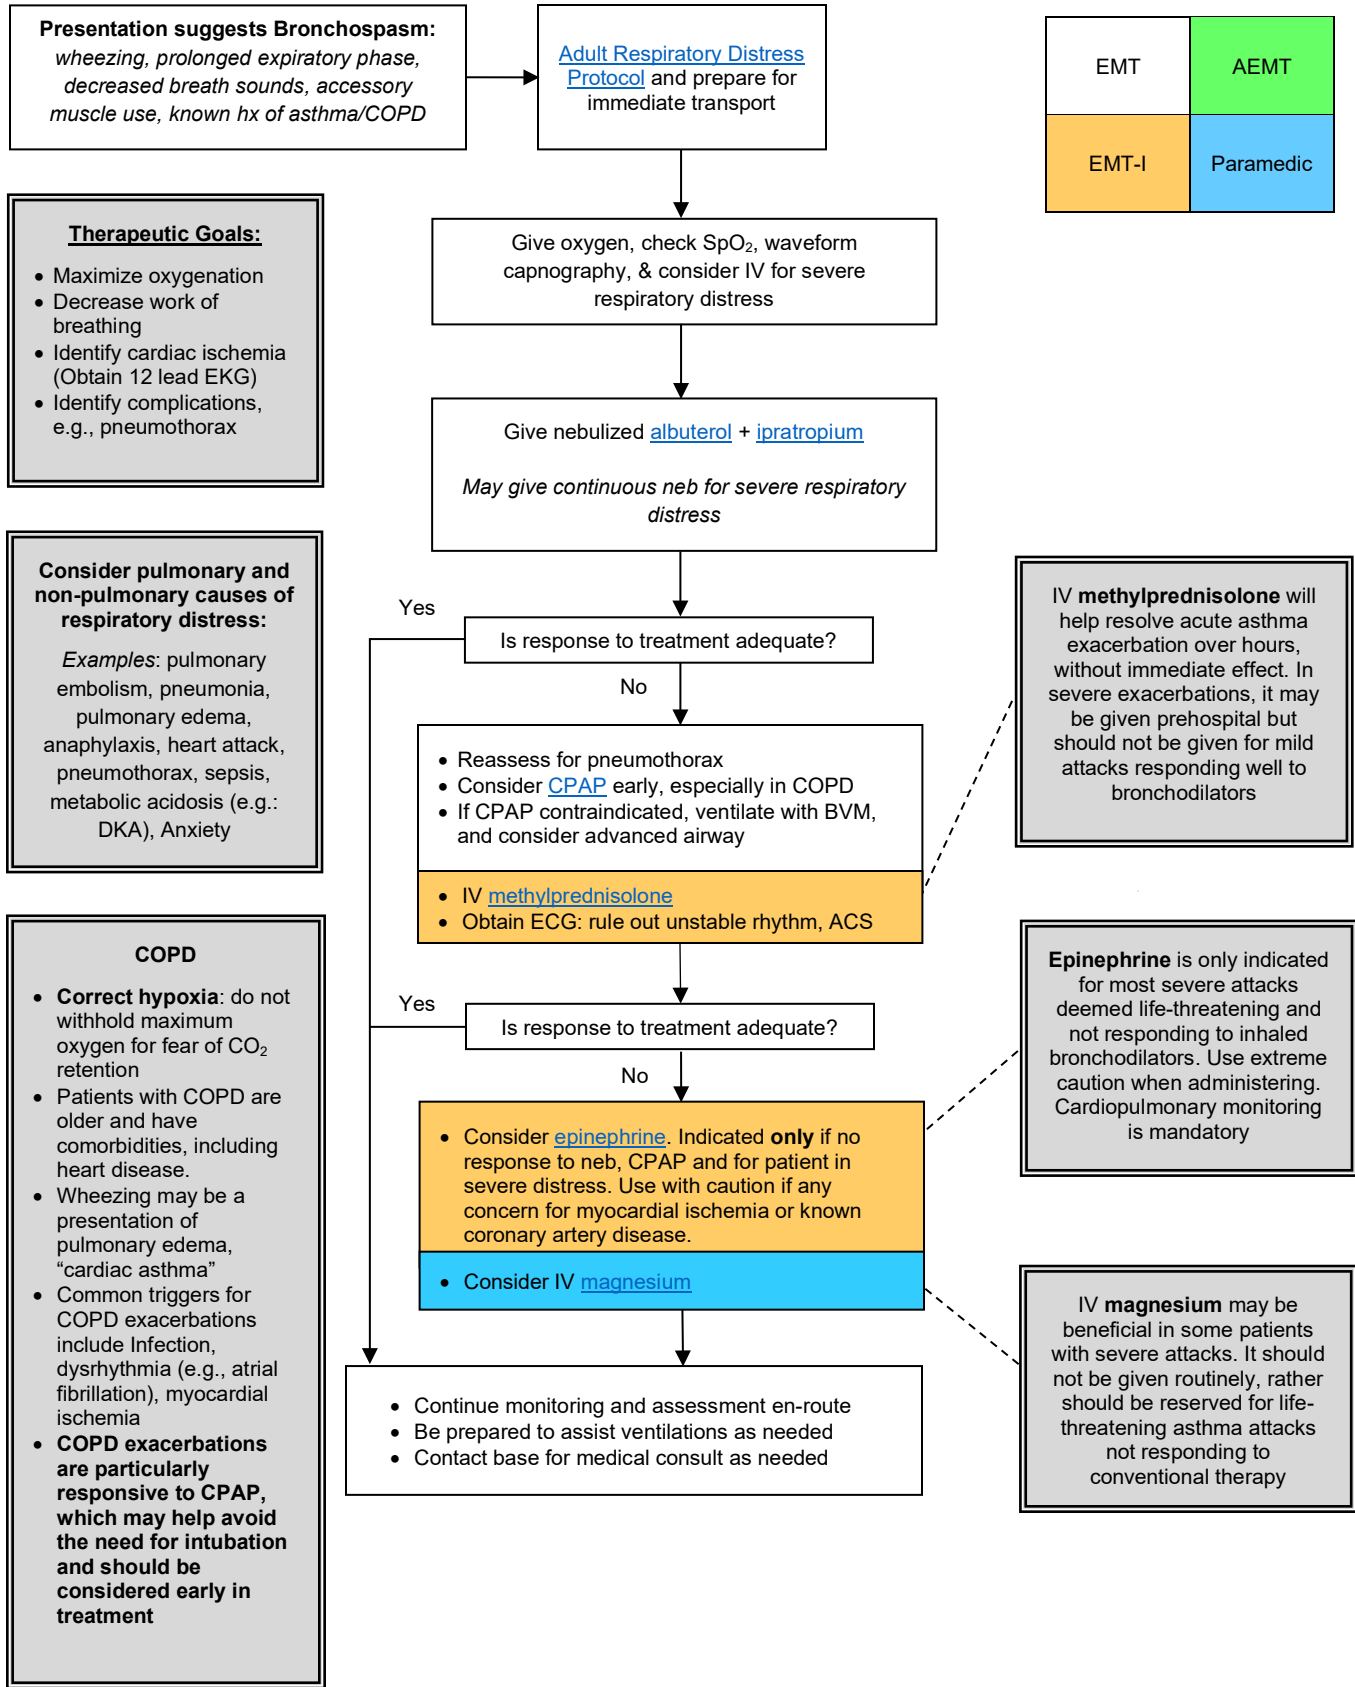 Presentation suggests Bronchospasm:
wheezing, prolonged expiratory phase,
decreased breath sounds, accessory
muscle use, known hx of asthma/COPD
Adult Respiratory Distress
Protocol and prepare for
immediate transport
EMT
AEMT
EMT-I
Paramedic
Therapeutic Goals:
• Maximize oxygenation
• Decrease work of
breathing
• Identify cardiac ischemia
(Obtain 12 lead EKG)
• Identify complications,
e.g., pneumothorax
Give oxygen, check SpO₂, waveform
capnography, & consider IV for severe
respiratory distress
Give nebulized albuterol + ipratropium
May give continuous neb for severe respiratory
distress
Consider pulmonary and
non-pulmonary causes of
respiratory distress:
Examples: pulmonary
embolism, pneumonia,
pulmonary edema,
anaphylaxis, heart attack,
pneumothorax, sepsis,
metabolic acidosis (e.g.:
DKA), Anxiety
Yes
Is response to treatment adequate?
No
• Reassess for pneumothorax
• Consider CPAP early, especially in COPD
• If CPAP contraindicated, ventilate with BVM,
and consider advanced airway
• IV methylprednisolone
• Obtain ECG: rule out unstable rhythm, ACS
IV methylprednisolone will
help resolve acute asthma
exacerbation over hours,
without immediate effect. In
severe exacerbations, it may
be given prehospital but
should not be given for mild
attacks responding well to
bronchodilators
Yes
Is response to treatment adequate?
No
• Consider epinephrine. Indicated only if no
response to neb, CPAP and for patient in
severe distress. Use with caution if any
concern for myocardial ischemia or known
coronary artery disease.
• Consider IV magnesium
Epinephrine is only indicated
for most severe attacks
deemed life-threatening and
not responding to inhaled
bronchodilators. Use extreme
caution when administering.
Cardiopulmonary monitoring
is mandatory
COPD
• Correct hypoxia: do not
withhold maximum
oxygen for fear of CO₂
retention
• Patients with COPD are
older and have
comorbidities, including
heart disease.
• Wheezing may be a
presentation of
pulmonary edema,
“cardiac asthma”
• Common triggers for
COPD exacerbations
include Infection,
dysrhythmia (e.g., atrial
fibrillation), myocardial
ischemia
• COPD exacerbations
are particularly
responsive to CPAP,
which may help avoid
the need for intubation
and should be
considered early in
treatment
IV magnesium may be
beneficial in some patients
with severe attacks. It should
not be given routinely, rather
should be reserved for life-
threatening asthma attacks
not responding to
conventional therapy
• Continue monitoring and assessment en-route
• Be prepared to assist ventilations as needed
• Contact base for medical consult as needed